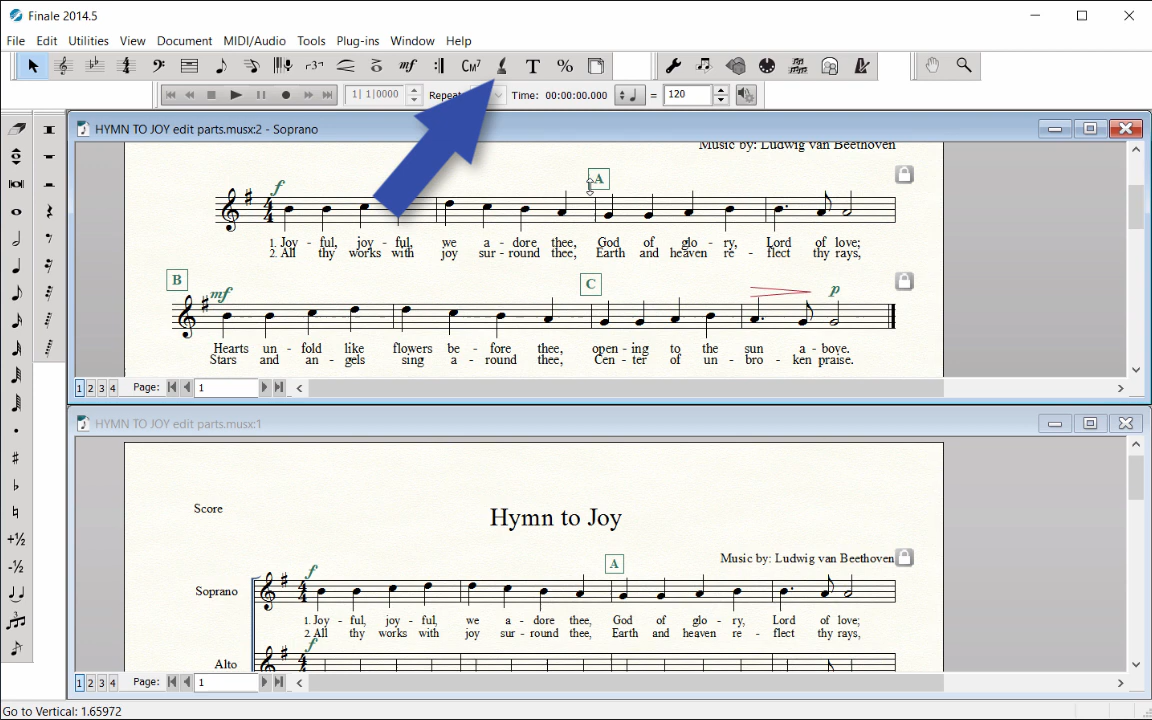 Finale 2014.5
File Edit Utilities View Document MIDI/Audio Tools Plug-ins Window Help
CM7 T %
1| 1|0000 Repeat: Time: 00:00:00.000 = 120
HYMN TO JOY edit parts.musx:2 - Soprano
Music by: Ludwig van Beethoven
A
f
1. Joy - ful, joy - ful, we a - dore thee, God of glo - ry, Lord of love;
2. All thy works with joy sur - round thee, Earth and heaven re - flect thy rays,
B C
mf p
Hearts un - fold like flowers be - fore thee, open - ing to the sun a - bove.
Stars and an - gels sing a - round thee, Cen - ter of un - bro - ken praise.
1 2 3 4 Page: 1
HYMN TO JOY edit parts.musx:1
Score
Hymn to Joy
Music by: Ludwig van Beethoven
A
f
Soprano
1. Joy - ful, joy - ful, we a - dore thee, God of glo - ry, Lord of love;
2. All thy works with joy sur - round thee, Earth and heaven re - flect thy rays,
f
Alto
1 2 3 4 Page: 1
+½
-½
Go to Vertical: 1.65972